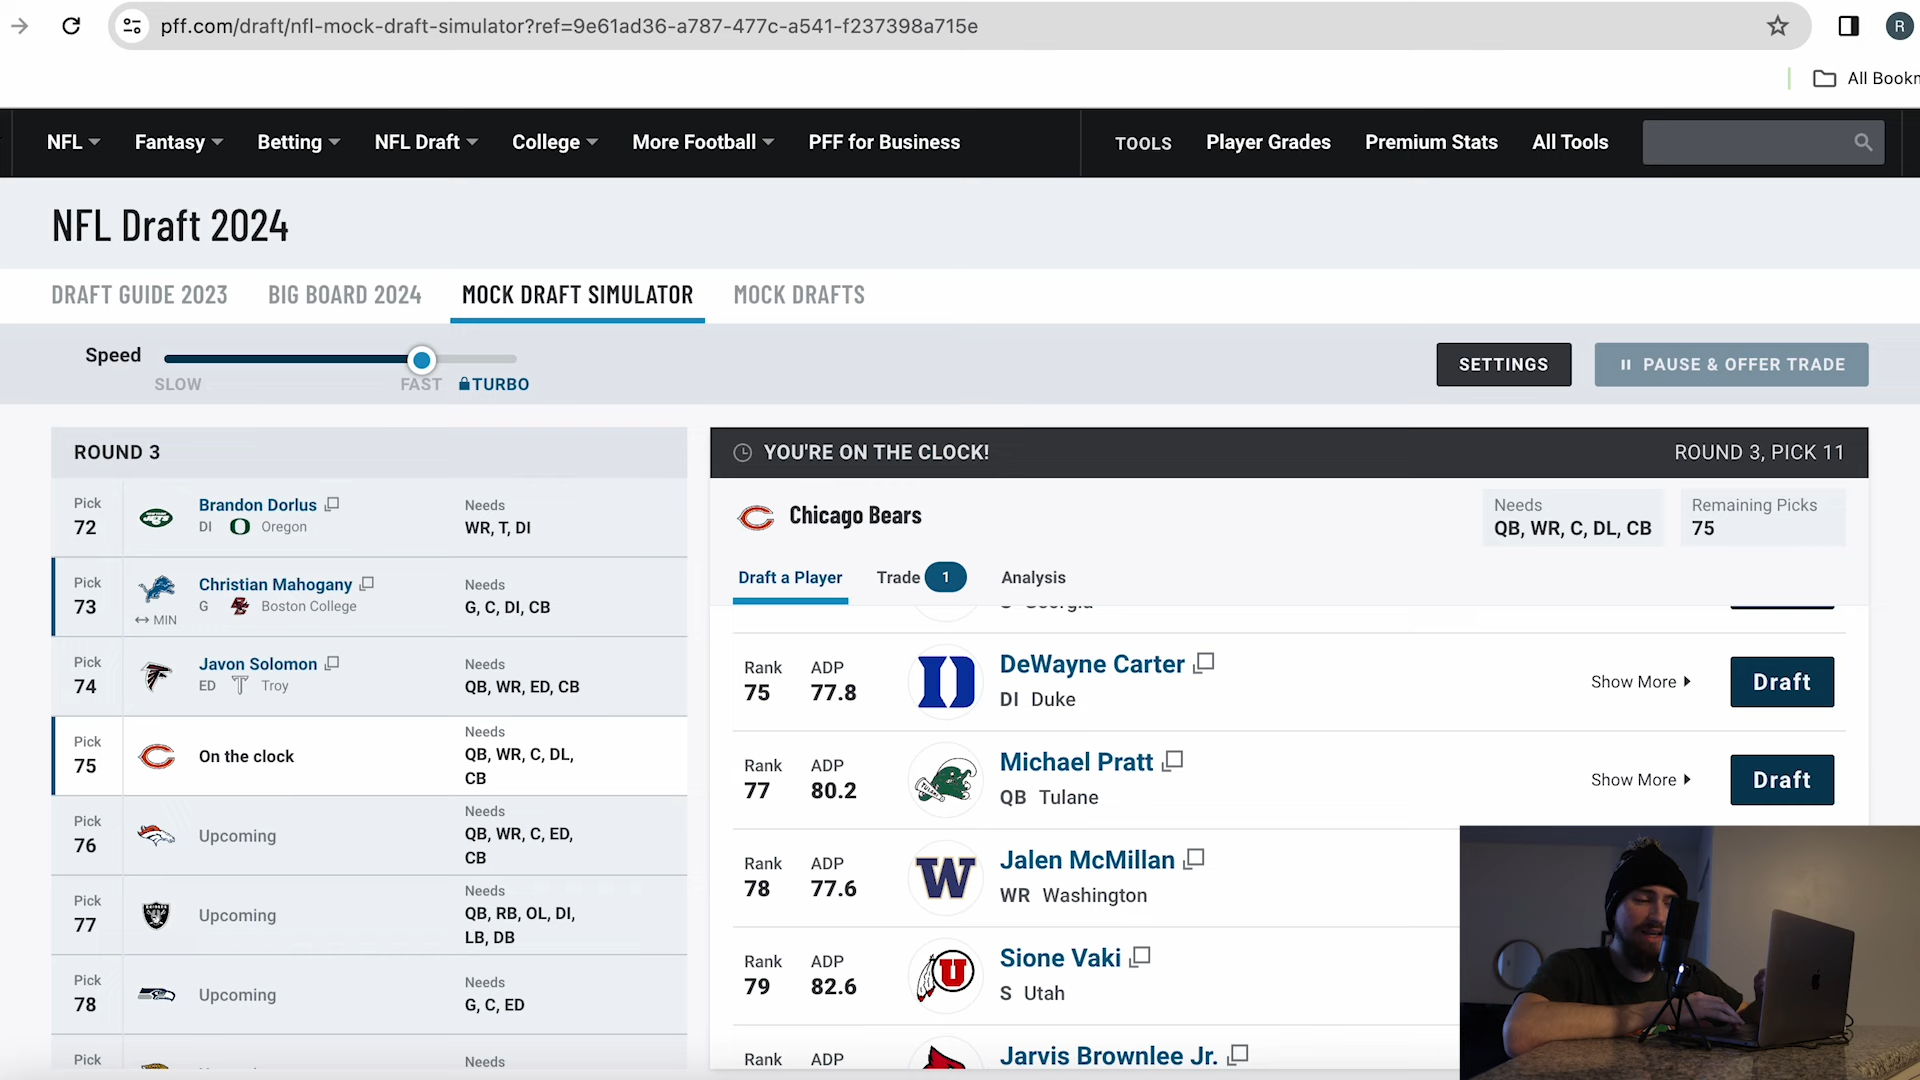 pff.com/draft/nfl-mock-draft-simulator?ref=9e61ad36-a787-477c-a541-f237398a715e
R
All Bookm
NFL Fantasy Betting NFL Draft College More Football PFF for Business TOOLS Player Grades Premium Stats All Tools
NFL Draft 2024
DRAFT GUIDE 2023 BIG BOARD 2024 MOCK DRAFT SIMULATOR MOCK DRAFTS
Speed
SLOW FAST TURBO
SETTINGS PAUSE & OFFER TRADE
ROUND 3
Pick 72
Brandon Dorlus
DI Oregon
Needs
WR, T, DI
Pick 73
MIN
Christian Mahogany
G Boston College
Needs
G, C, DI, CB
Pick 74
Javon Solomon
ED Troy
Needs
QB, WR, ED, CB
Pick 75
On the clock
Needs
QB, WR, C, DL,
CB
Pick 76
Upcoming
Needs
QB, WR, C, ED,
CB
Pick 77
Upcoming
Needs
QB, RB, OL, DI,
LB, DB
Pick 78
Upcoming
Needs
G, C, ED
Pick
Needs
YOU'RE ON THE CLOCK! ROUND 3, PICK 11
Chicago Bears
Needs
QB, WR, C, DL, CB
Remaining Picks
75
Draft a Player Trade 1 Analysis
Georgia
Rank 75 ADP 77.8
DeWayne Carter
DI Duke
Show More Draft
Rank 77 ADP 80.2
Michael Pratt
QB Tulane
Show More Draft
Rank 78 ADP 77.6
Jalen McMillan
WR Washington
Rank 79 ADP 82.6
Sione Vaki
S Utah
Rank ADP
Jarvis Brownlee Jr.